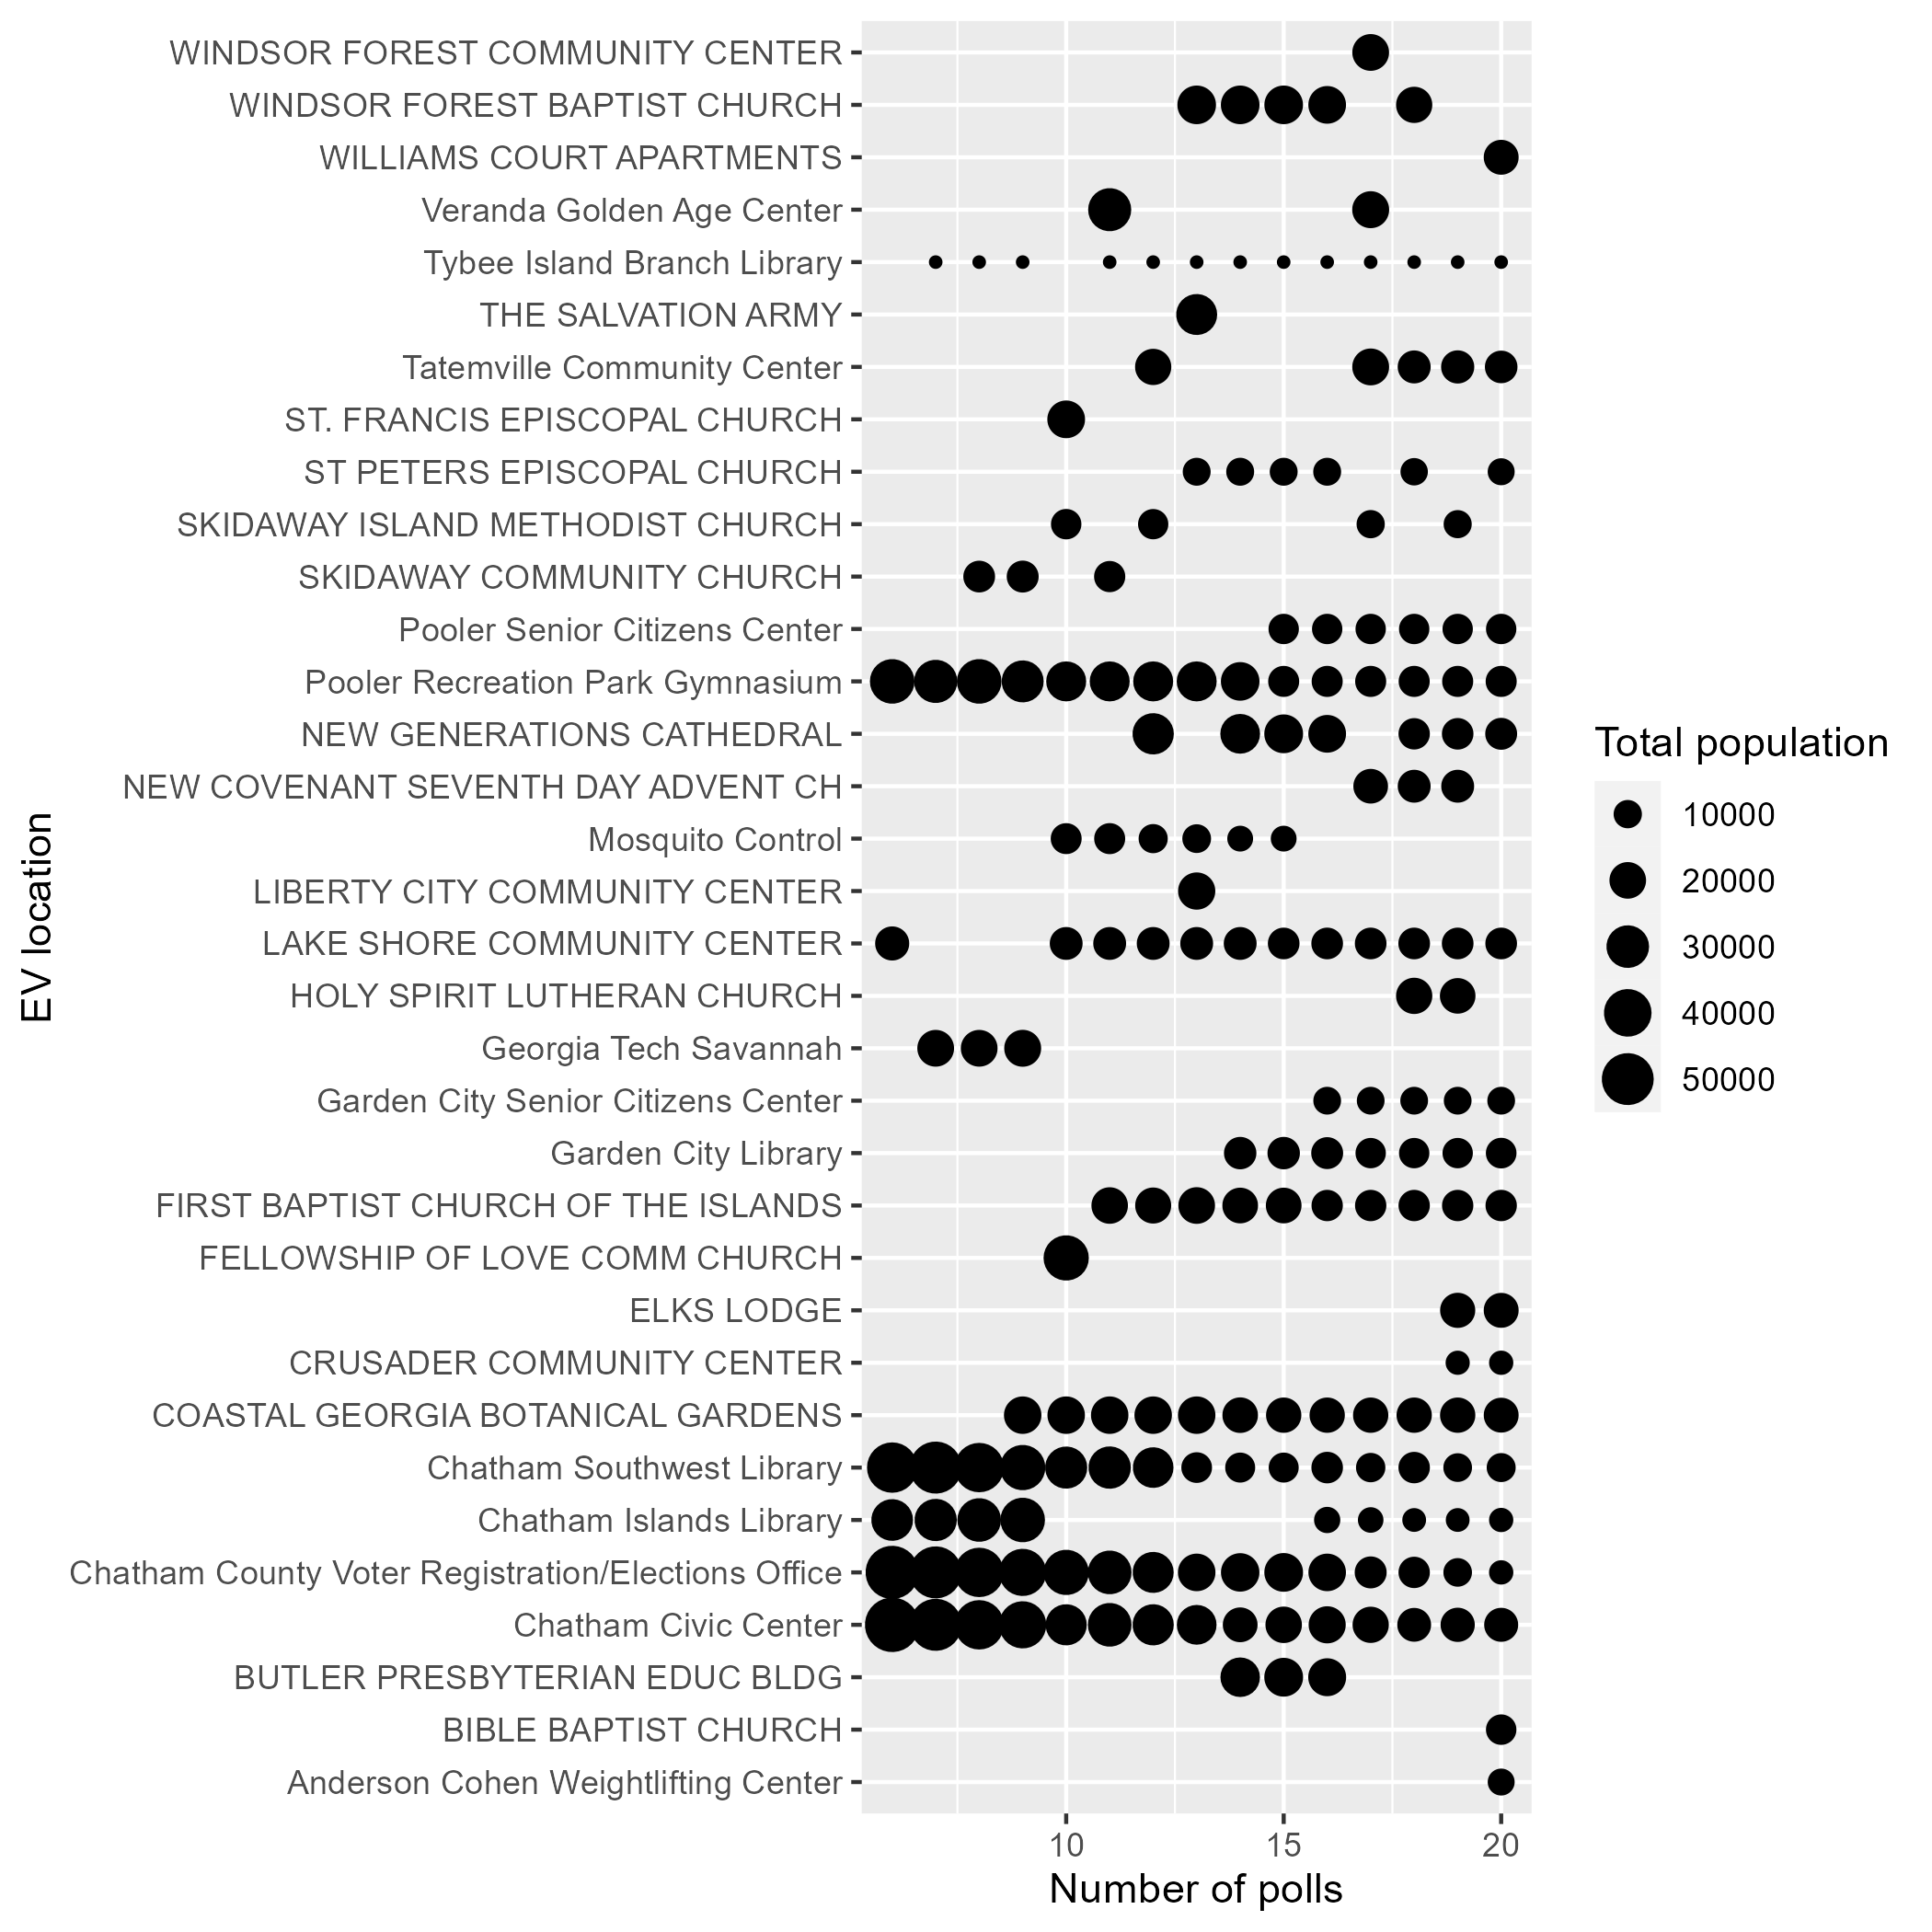 WINDSOR FOREST COMMUNITY CENTER
WINDSOR FOREST BAPTIST CHURCH
WILLIAMS COURT APARTMENTS
Veranda Golden Age Center
Tybee Island Branch Library
THE SALVATION ARMY
Tatemville Community Center
ST. FRANCIS EPISCOPAL CHURCH
ST PETERS EPISCOPAL CHURCH
SKIDAWAY ISLAND METHODIST CHURCH
SKIDAWAY COMMUNITY CHURCH
Pooler Senior Citizens Center
Pooler Recreation Park Gymnasium
NEW GENERATIONS CATHEDRAL
NEW COVENANT SEVENTH DAY ADVENT CH
Mosquito Control
LIBERTY CITY COMMUNITY CENTER
LAKE SHORE COMMUNITY CENTER
HOLY SPIRIT LUTHERAN CHURCH
Georgia Tech Savannah
Garden City Senior Citizens Center
Garden City Library
FIRST BAPTIST CHURCH OF THE ISLANDS
FELLOWSHIP OF LOVE COMM CHURCH
ELKS LODGE
CRUSADER COMMUNITY CENTER
COASTAL GEORGIA BOTANICAL GARDENS
Chatham Southwest Library
Chatham Islands Library
Chatham County Voter Registration/Elections Office
Chatham Civic Center
BUTLER PRESBYTERIAN EDUC BLDG
BIBLE BAPTIST CHURCH
Anderson Cohen Weightlifting Center
EV location
10 15 20
Number of polls
Total population
10000
20000
30000
40000
50000